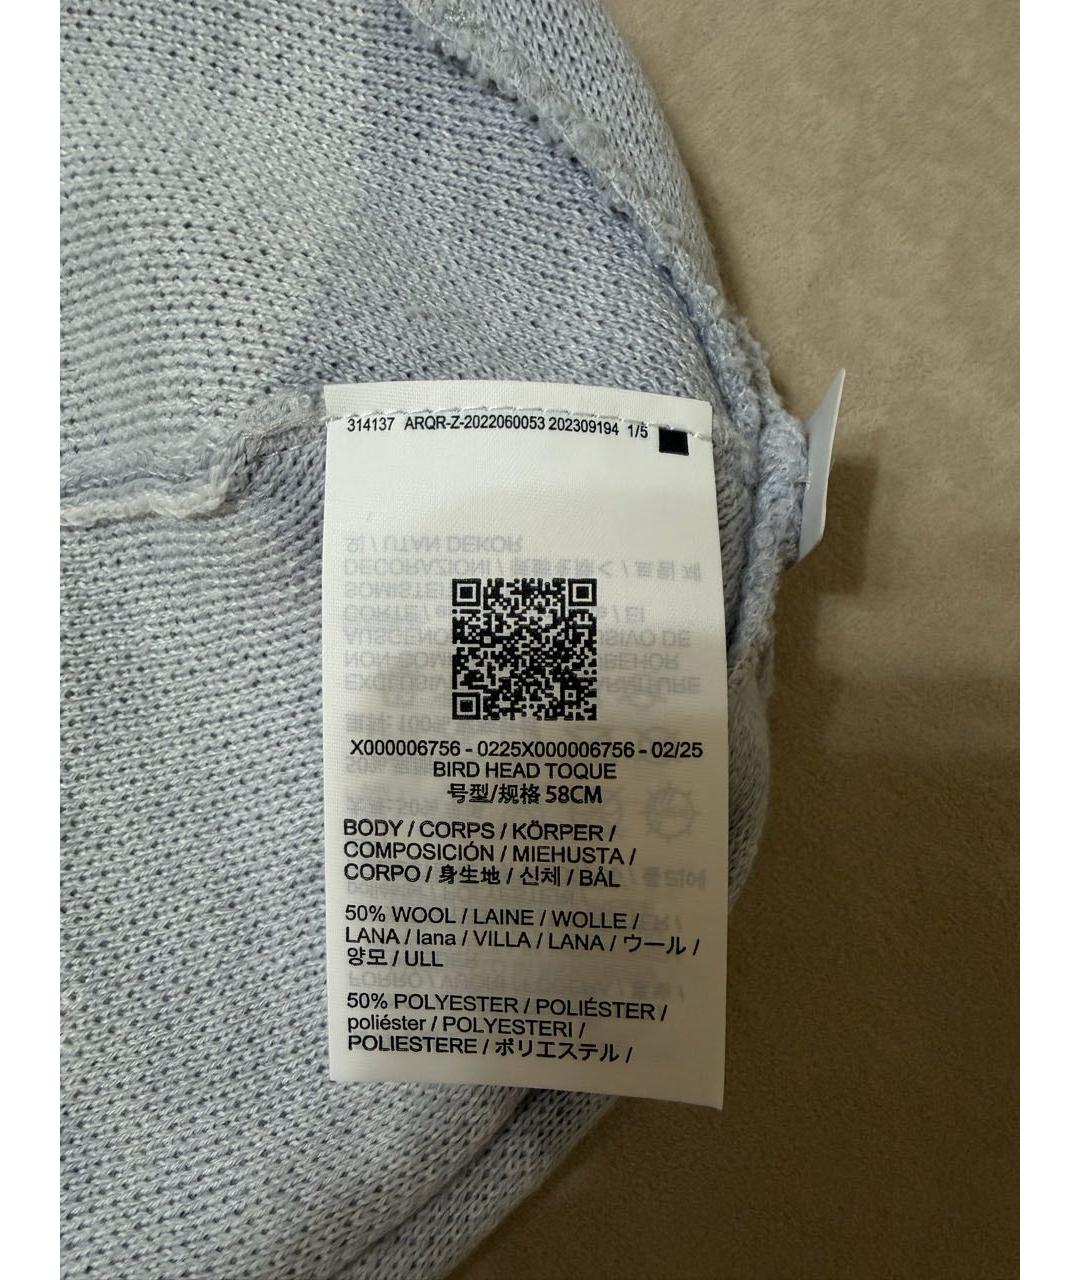 314137 ARQR-Z-2022060053 202309194 1/5
X000006756 - 0225X000006756 - 02/25
BIRD HEAD TOQUE
号型/规格 58CM
BODY / CORPS / KÖRPER /
COMPOSICIÓN / MIEHUSTA /
CORPO / 身生地 / 신체 / BÅL
50% WOOL / LAINE / WOLLE /
LANA / lana / VILLA / LANA / ウール /
양모 / ULL
50% POLYESTER / POLIÉSTER /
poliéster / POLYESTERI /
POLIESTERE / ポリエステル /